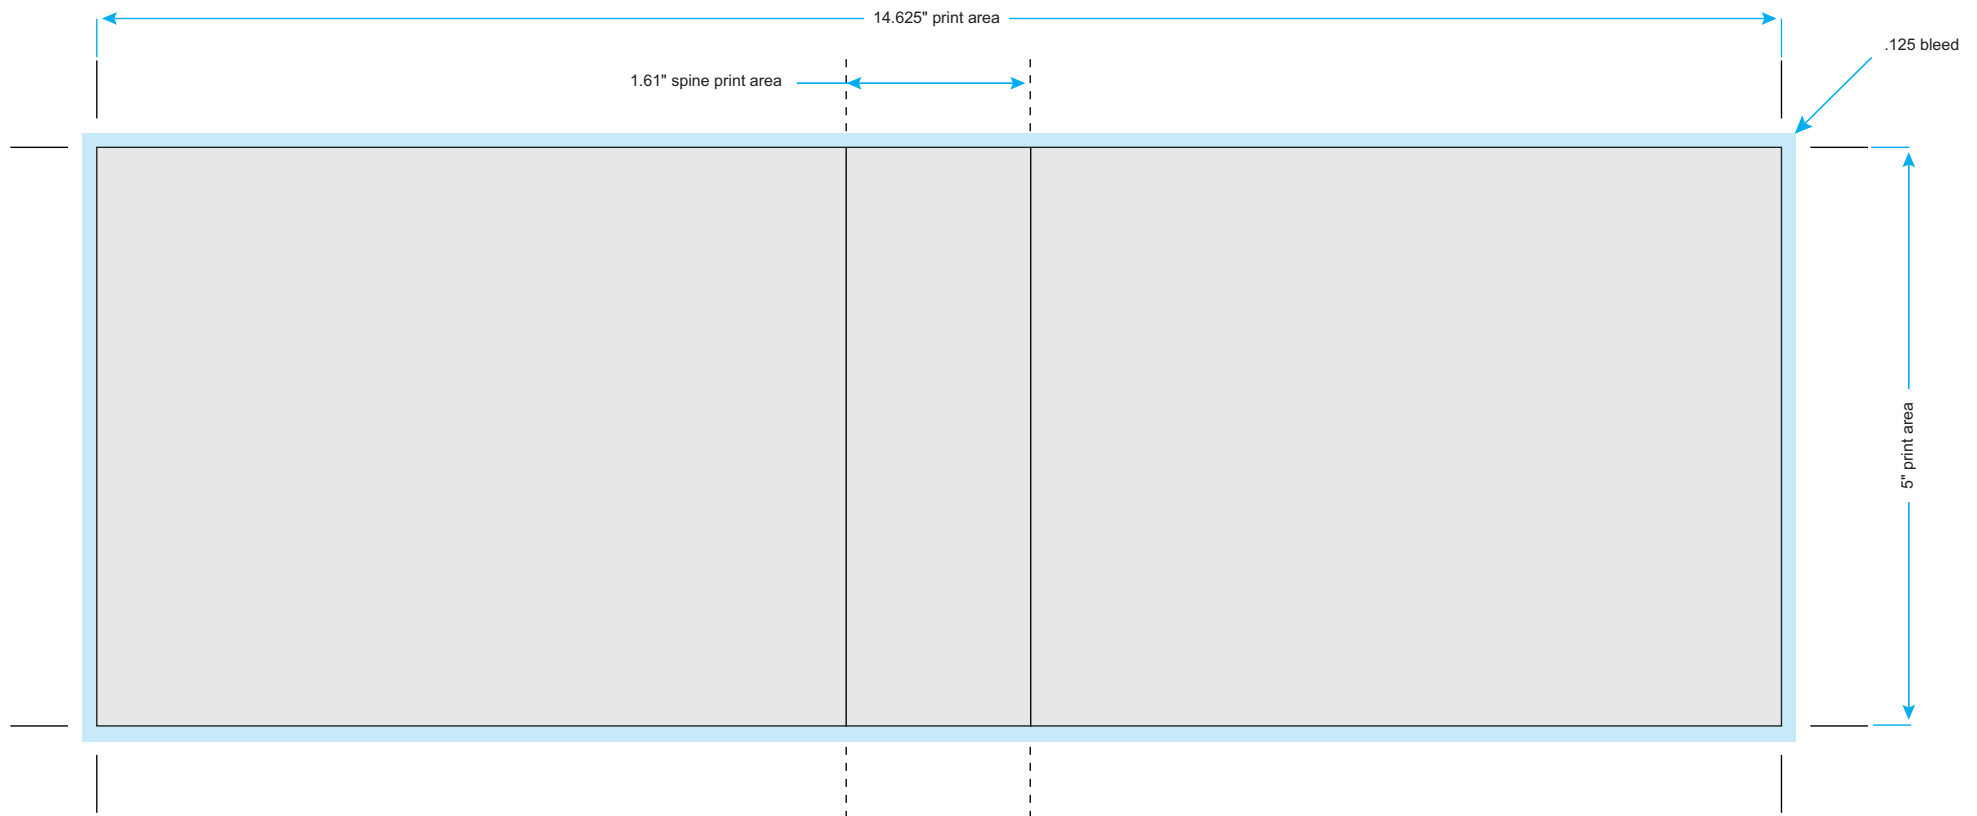 14.625" print area
.125 bleed
1.61" spine print area
5" print area